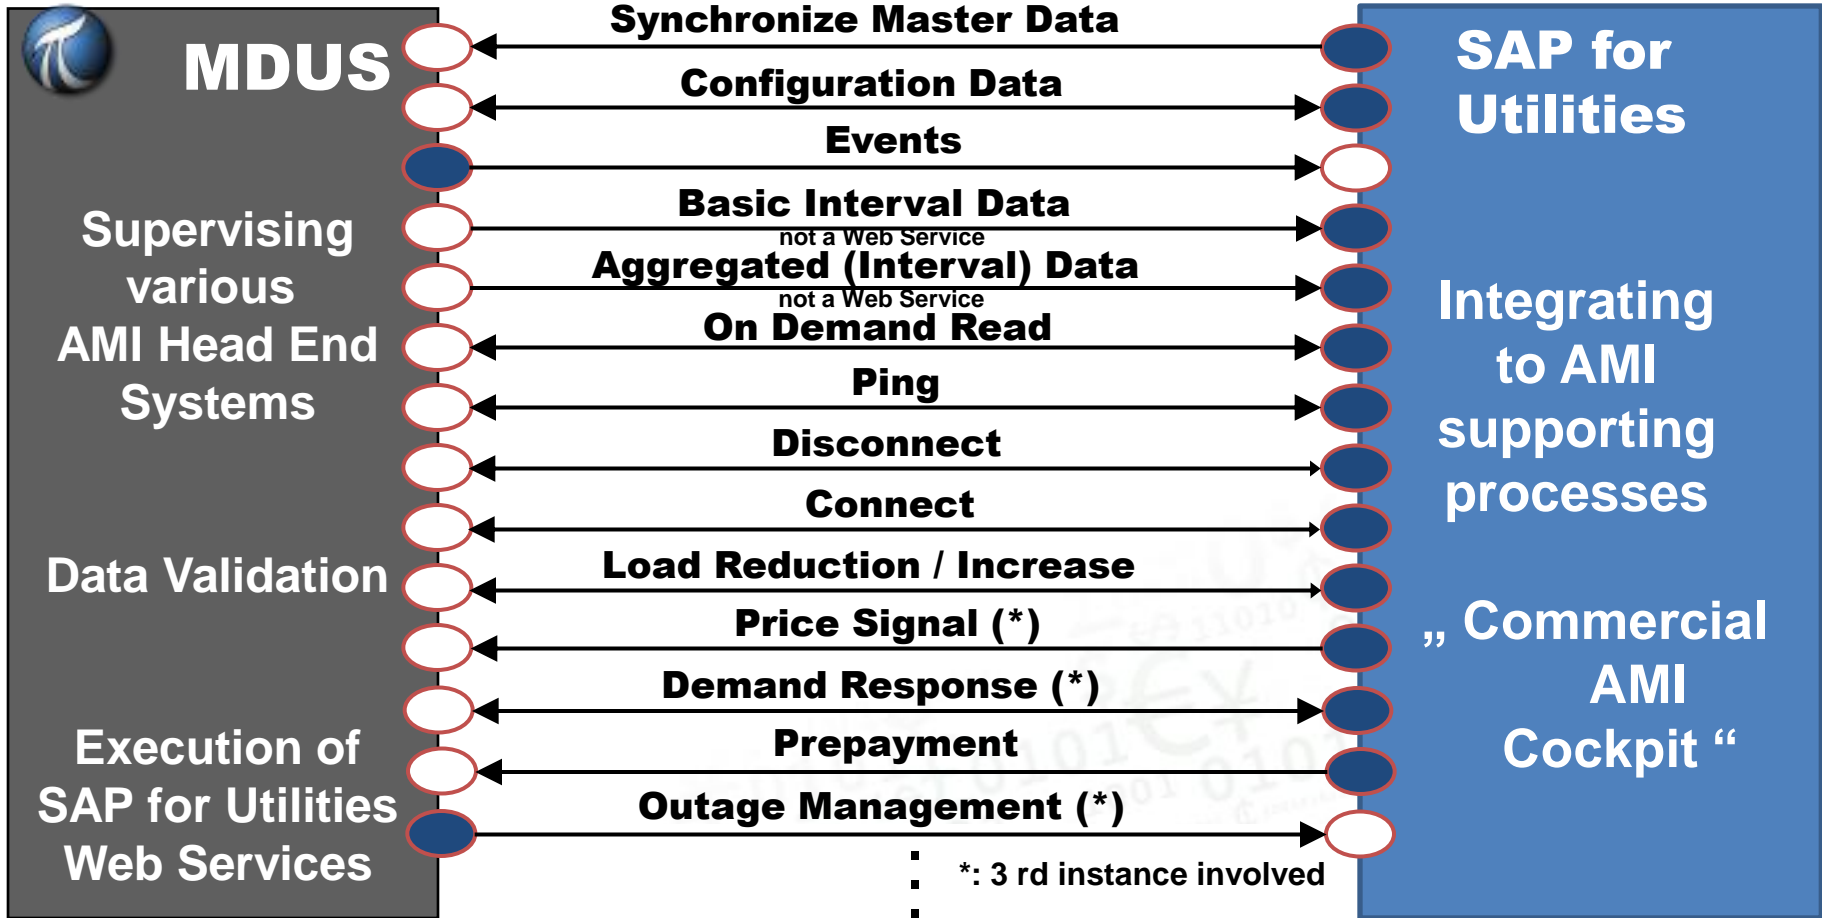 MDUS
Supervising
various
AMI Head End
Systems
Data Validation
Execution of
SAP for Utilities
Web Services
Synchronize Master Data
Configuration Data
Events
Basic Interval Data
not a Web Service
Aggregated (Interval) Data
not a Web Service
On Demand Read
Ping
Disconnect
Connect
Load Reduction / Increase
Price Signal (*)
Demand Response (*)
Prepayment
Outage Management (*)
*: 3 rd instance involved
SAP for
Utilities
Integrating
to AMI
supporting
processes
„ Commercial
AMI
Cockpit “